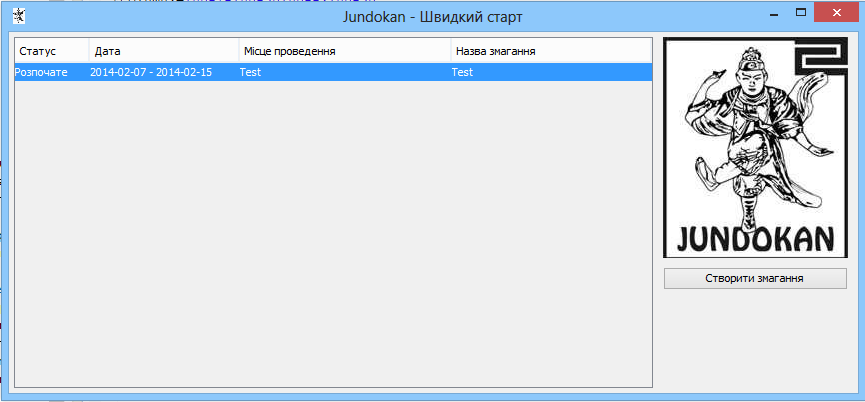 Jundokan - Швидкий старт
Статус Дата Місце проведення Назва змагання
Розпочате 2014-02-07 - 2014-02-15 Test Test
JUNDOKAN
Створити змагання